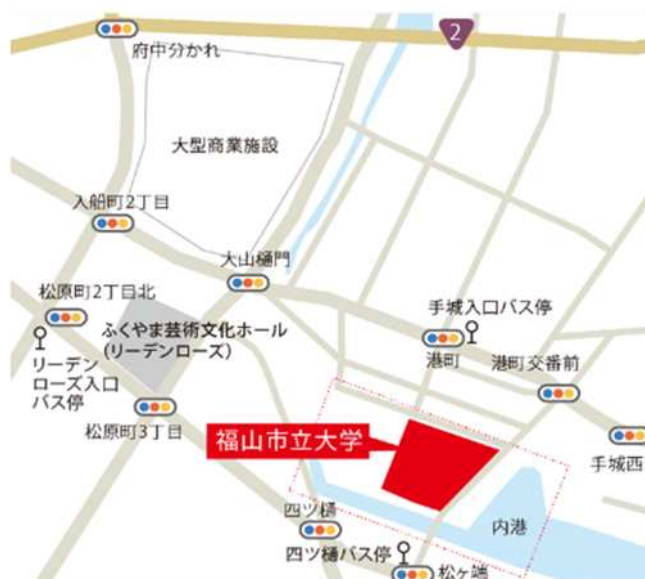 2
府中分かれ
大型商業施設
入船町2丁目
大山樋門
松原町2丁目北
手城入口バス停
ふくやま芸術文化ホール
(リーデンローズ)
リーデン
ローズ入口
バス停
港町
港町交番前
松原町3丁目
福山市立大学
手城西
四ツ樋
内港
四ツ樋バス停
松ヶ端